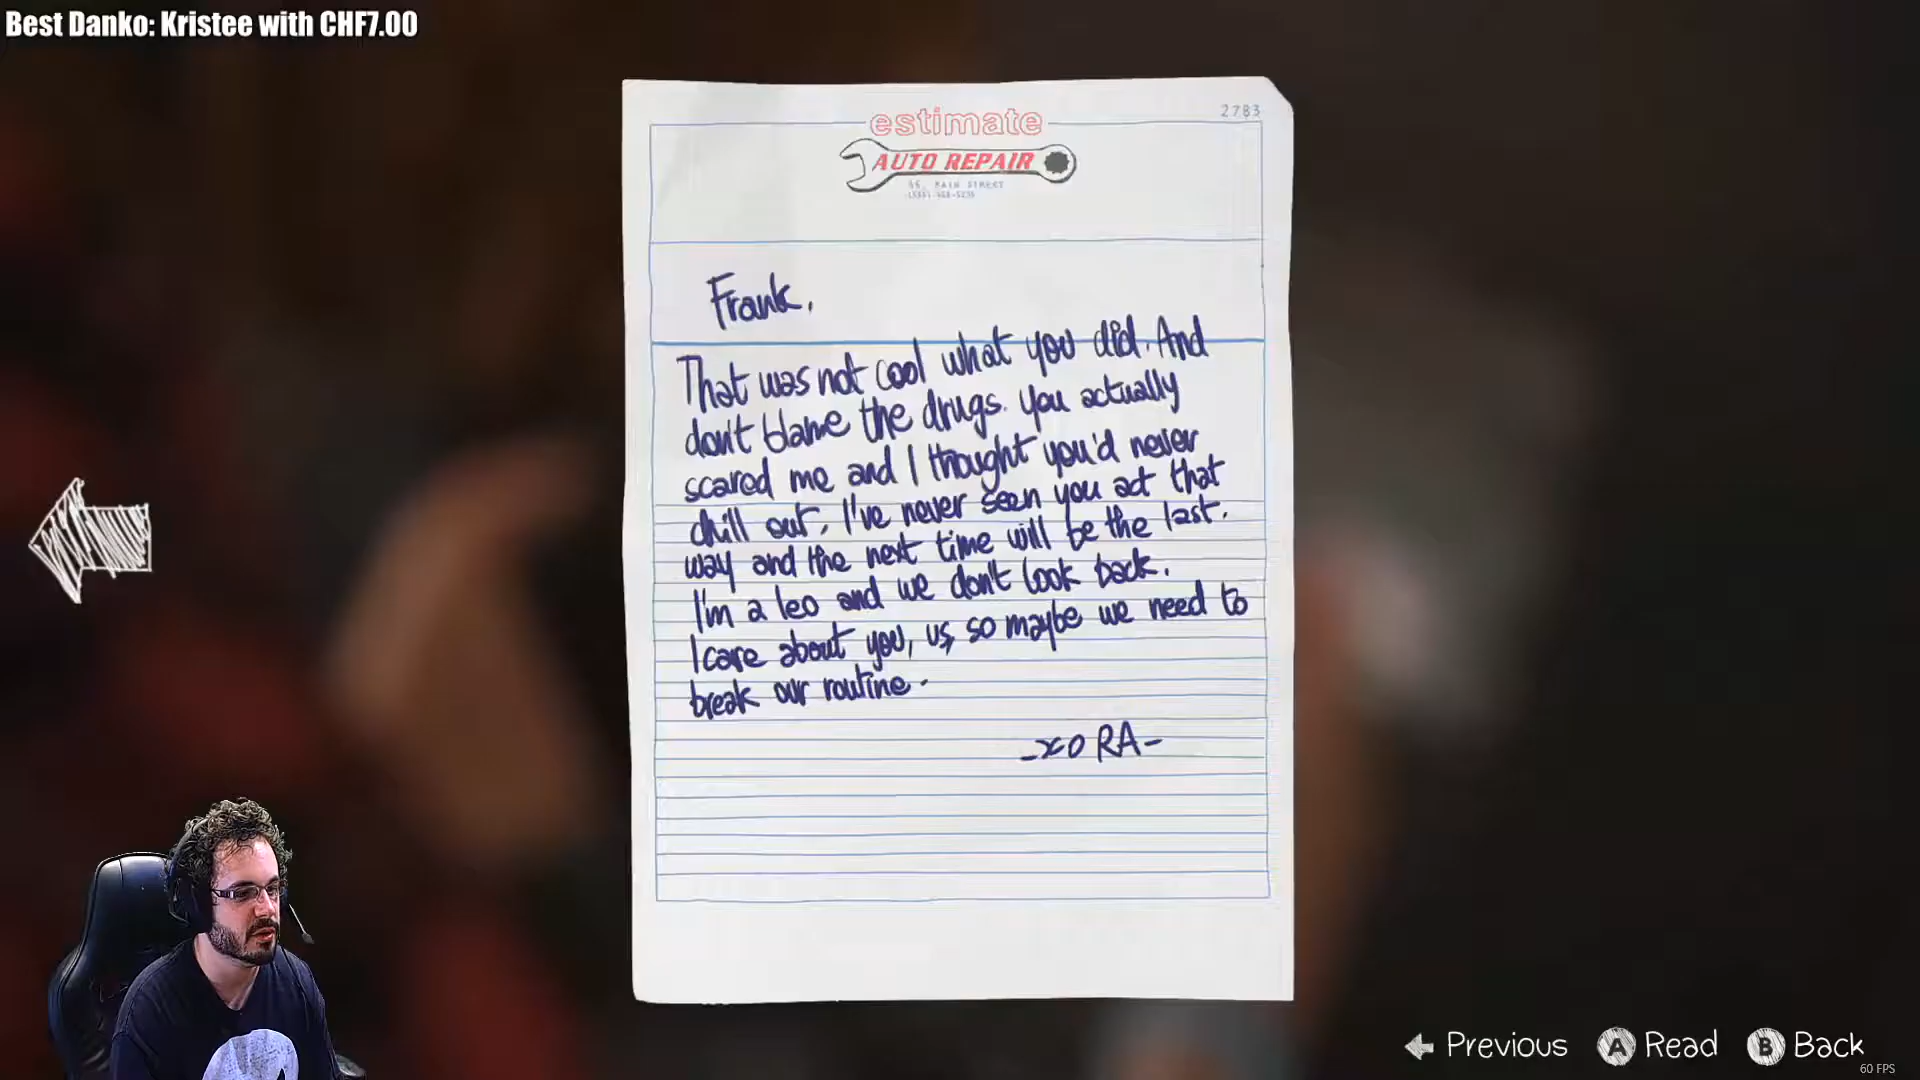 Best Danko: Kristee with CHF7.00
2783
estimate
AUTO REPAIR
MAIN STREET
Frank,
That was not cool what you did. And
don't blame the drugs. You actually
scared me and I thought you'd never
chill out. I've never seen you act that
way and the next time will be the last.
I'm a leo and we don't look back.
I care about you, us, so maybe we need to
break our routine.
-xo RA-
Previous
A Read
B Back
60 FPS